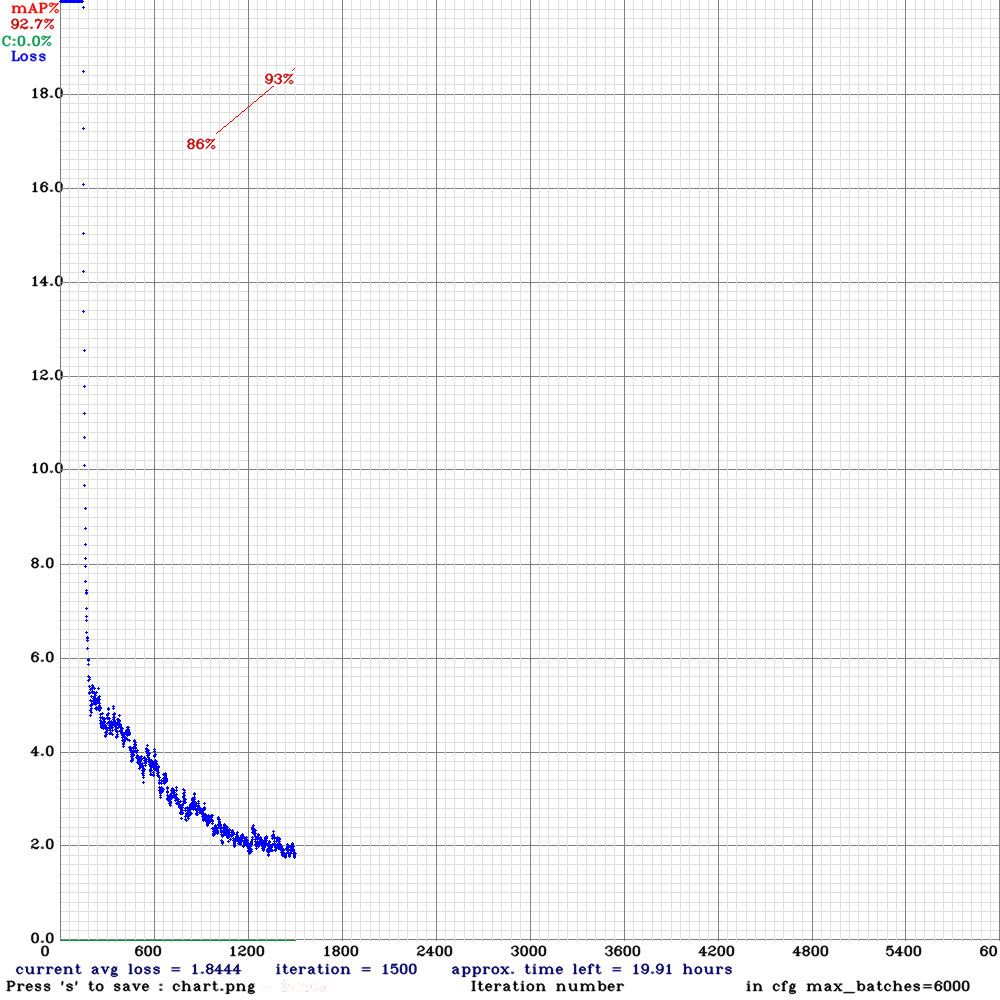 mAP%
92.7%
C:0.0%
Loss
93%
86%
18.0
16.0
14.0
12.0
10.0
8.0
6.0
4.0
2.0
0.0
0 600 1200 1800 2400 3000 3600 4200 4800 5400 60
current avg loss = 1.8444 iteration = 1500 approx. time left = 19.91 hours
Press 's' to save : chart.png Iteration number in cfg max_batches=6000